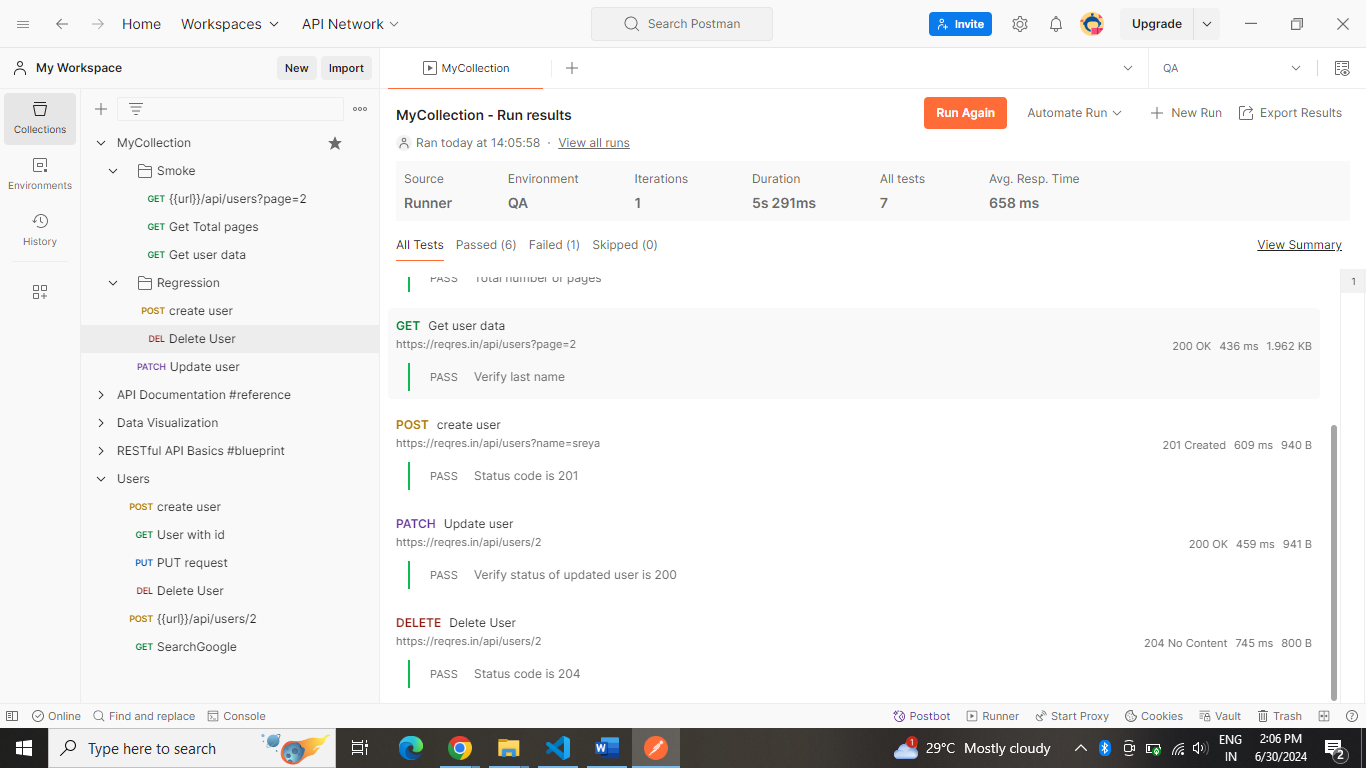 Home
Workspaces
API Network
Search Postman
Invite
Upgrade
My Workspace
New
Import
MyCollection
QA
Collections
Environments
History
MyCollection
Smoke
GET {{url}}/api/users?page=2
GET Get Total pages
GET Get user data
Regression
POST create user
DEL Delete User
PATCH Update user
API Documentation #reference
Data Visualization
RESTful API Basics #blueprint
Users
POST create user
GET User with id
PUT PUT request
DEL Delete User
POST {{url}}/api/users/2
GET SearchGoogle
MyCollection - Run results
Run Again
Automate Run
New Run
Export Results
Ran today at 14:05:58 · View all runs
Source Environment Iterations Duration All tests Avg. Resp. Time
Runner QA 1 5s 291ms 7 658 ms
All Tests Passed (6) Failed (1) Skipped (0) View Summary
1
PASS Total number of pages
GET Get user data
https://reqres.in/api/users?page=2
200 OK 436 ms 1.962 KB
PASS Verify last name
POST create user
https://reqres.in/api/users?name=sreya
201 Created 609 ms 940 B
PASS Status code is 201
PATCH Update user
https://reqres.in/api/users/2
200 OK 459 ms 941 B
PASS Verify status of updated user is 200
DELETE Delete User
https://reqres.in/api/users/2
204 No Content 745 ms 800 B
PASS Status code is 204
Online Find and replace Console Postbot Runner Start Proxy Cookies Vault Trash
Type here to search
1
29°C Mostly cloudy
ENG
IN
2:06 PM
6/30/2024
2